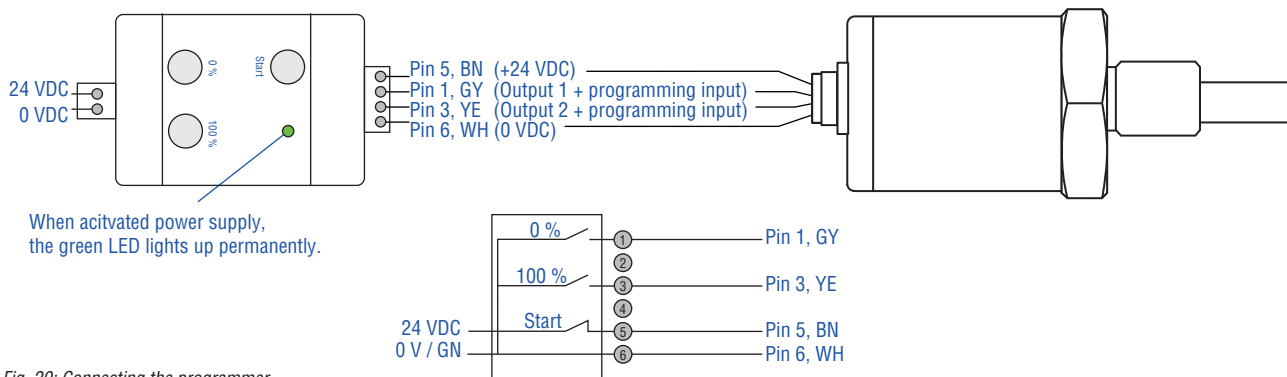 0 %
Start
100 %
24 VDC
0 VDC
Pin 5, BN (+24 VDC)
Pin 1, GY (Output 1 + programming input)
Pin 3, YE (Output 2 + programming input)
Pin 6, WH (0 VDC)
When acitvated power supply,
the green LED lights up permanently.
0 %
1
Pin 1, GY
2
100 %
3
Pin 3, YE
4
24 VDC
Start
5
Pin 5, BN
0 V / GN
6
Pin 6, WH
Fig. 20: Connecting the programmer